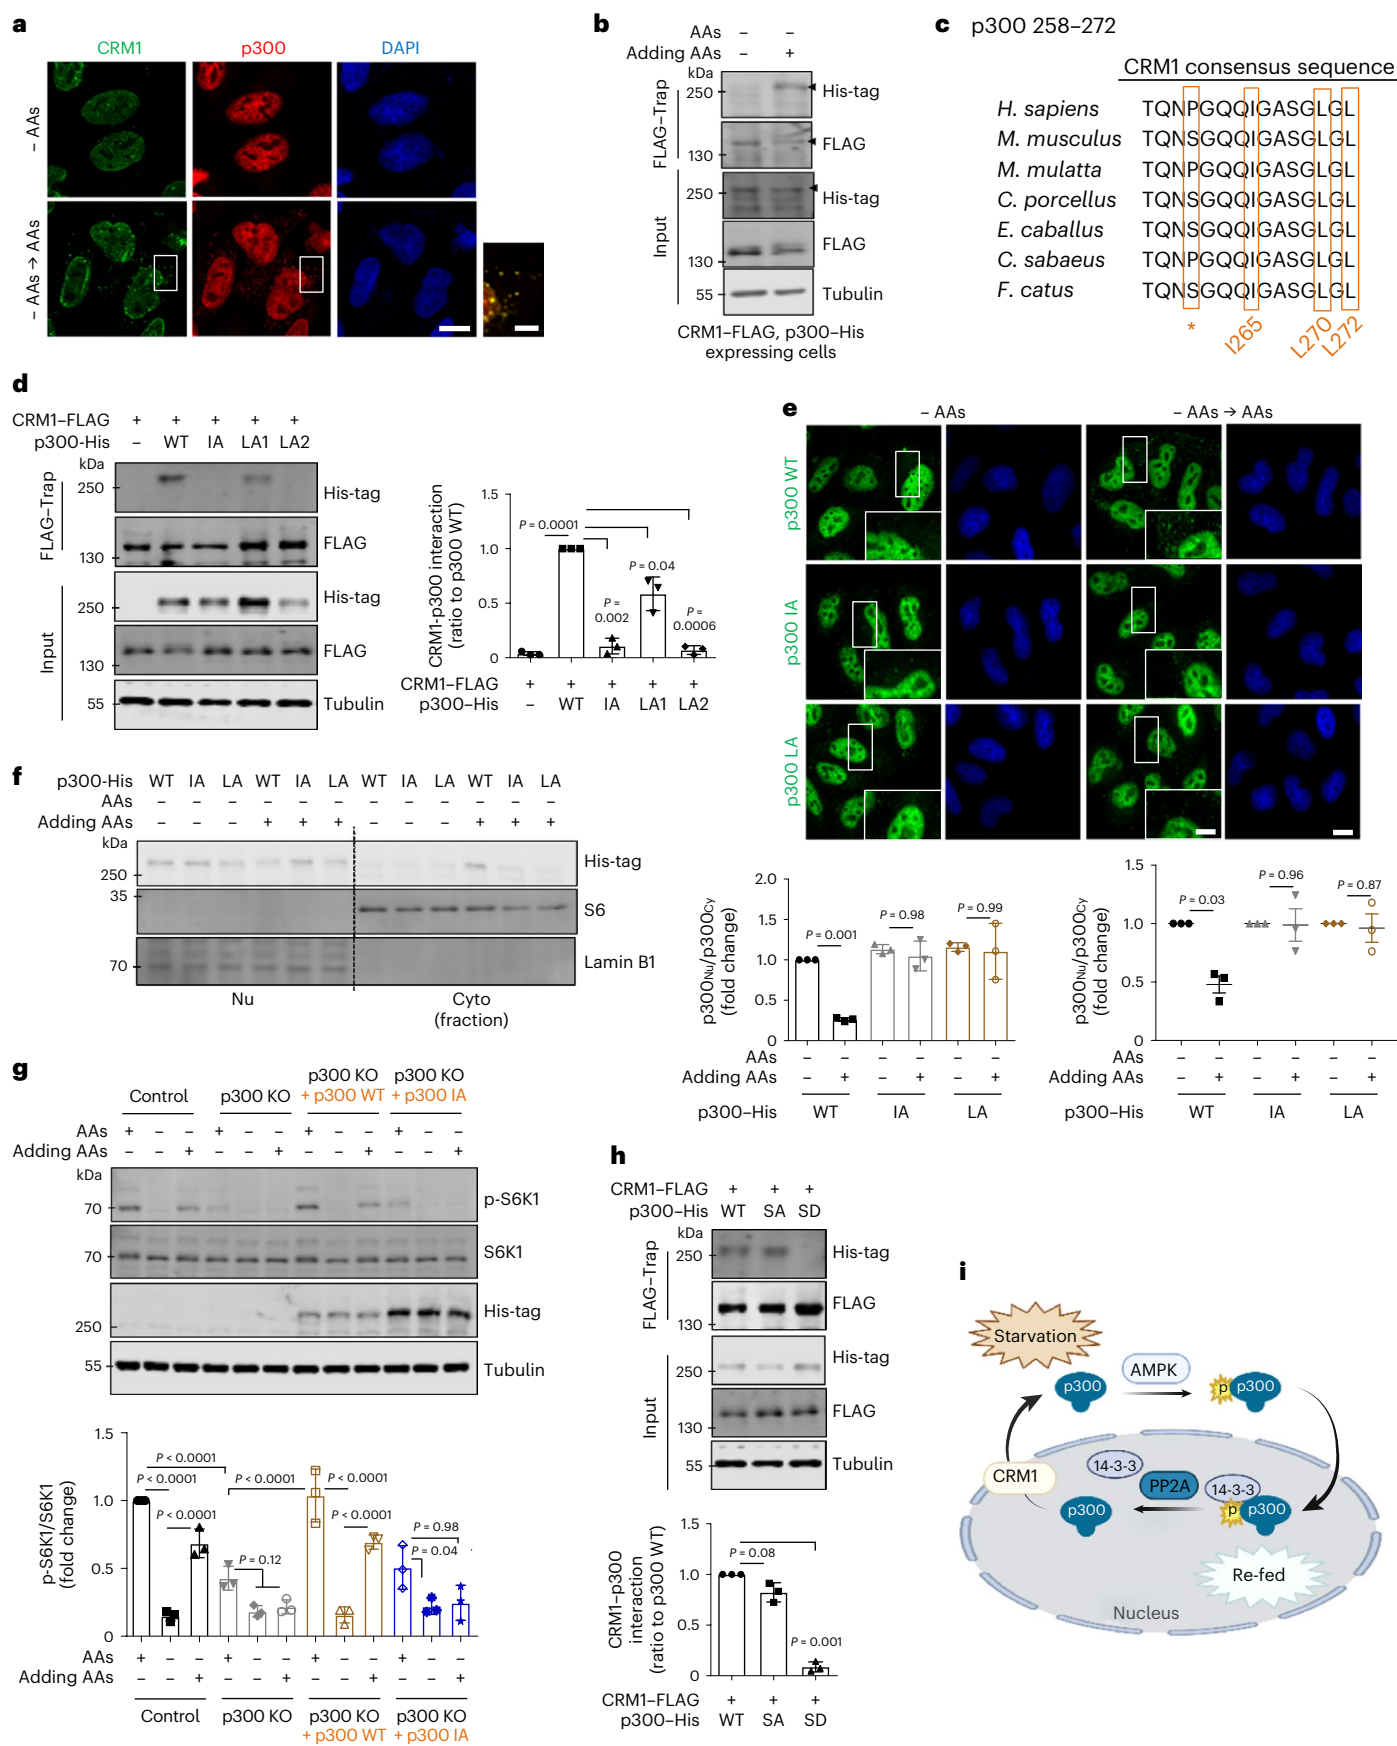 a
CRM1 p300 DAPI
– AAs
– AAs → AAs
b
AAs – –
Adding AAs – +
kDa
FLAG–Trap
250 His-tag
130 FLAG
Input
250 His-tag
130 FLAG
55 Tubulin
CRM1–FLAG, p300–His
expressing cells
c p300 258–272
CRM1 consensus sequence
H. sapiens TQNPGQQIGASGLGL
M. musculus TQNSGQQIGASGLGL
M. mulatta TQNPGQQIGASGLGL
C. porcellus TQNSGQQIGASGLGL
E. caballus TQNSGQQIGASGLGL
C. sabaeus TQNPGQQIGASGLGL
F. catus TQNSGQQIGASGLGL
* I265 L270 L272
d
CRM1–FLAG + + + + +
p300-His – WT IA LA1 LA2
kDa
FLAG–Trap
250 His-tag
130 FLAG
Input
250 His-tag
130 FLAG
55 Tubulin
CRM1-p300 interaction
(ratio to p300 WT)
1.5
1.0
0.5
0
P = 0.0001
P =
0.002
P = 0.04
P =
0.0006
CRM1–FLAG + + + + +
p300–His – WT IA LA1 LA2
e
– AAs – AAs → AAs
p300 WT
p300 IA
p300 LA
p300Nu/p300Cy
(fold change)
2.0
1.5
1.0
0.5
0
P = 0.001
P = 0.98
P = 0.99
AAs – – – – – –
Adding AAs – + – + – +
p300–His WT IA LA
p300Nu/p300Cy
(fold change)
1.5
1.0
0.5
0
P = 0.03
P = 0.96
P = 0.87
AAs – – – – – –
Adding AAs – + – + – +
p300–His WT IA LA
f
p300-His WT IA LA WT IA LA WT IA LA WT IA LA
AAs – – – – – – – – – – – –
Adding AAs – – – + + + – – – + + +
kDa
250 His-tag
35 S6
70 Lamin B1
Nu Cyto
(fraction)
g
Control p300 KO p300 KO + p300 WT p300 KO + p300 IA
AAs + – – + – – + – – + – –
Adding AAs – – + – – + – – + – – +
kDa
70 p-S6K1
70 S6K1
250 His-tag
55 Tubulin
p-S6K1/S6K1
(fold change)
1.5
1.0
0.5
0
P < 0.0001
P < 0.0001
P < 0.0001
P < 0.0001
P = 0.12
P < 0.0001
P < 0.0001
P = 0.98
P = 0.04
AAs + – – + – – + – – + – –
Adding AAs – – + – – + – – + – – +
Control p300 KO p300 KO p300 KO
+ p300 WT + p300 IA
h
CRM1–FLAG + + +
p300–His WT SA SD
kDa
FLAG–Trap
250 His-tag
130 FLAG
Input
250 His-tag
130 FLAG
55 Tubulin
CRM1–p300
interaction
(ratio to p300 WT)
1.5
1.0
0.5
0
P = 0.08
P = 0.001
CRM1–FLAG + + +
p300–His WT SA SD
i
Starvation
p300 AMPK p p300
CRM1 14-3-3 PP2A 14-3-3
p300 p p300
Re-fed
Nucleus